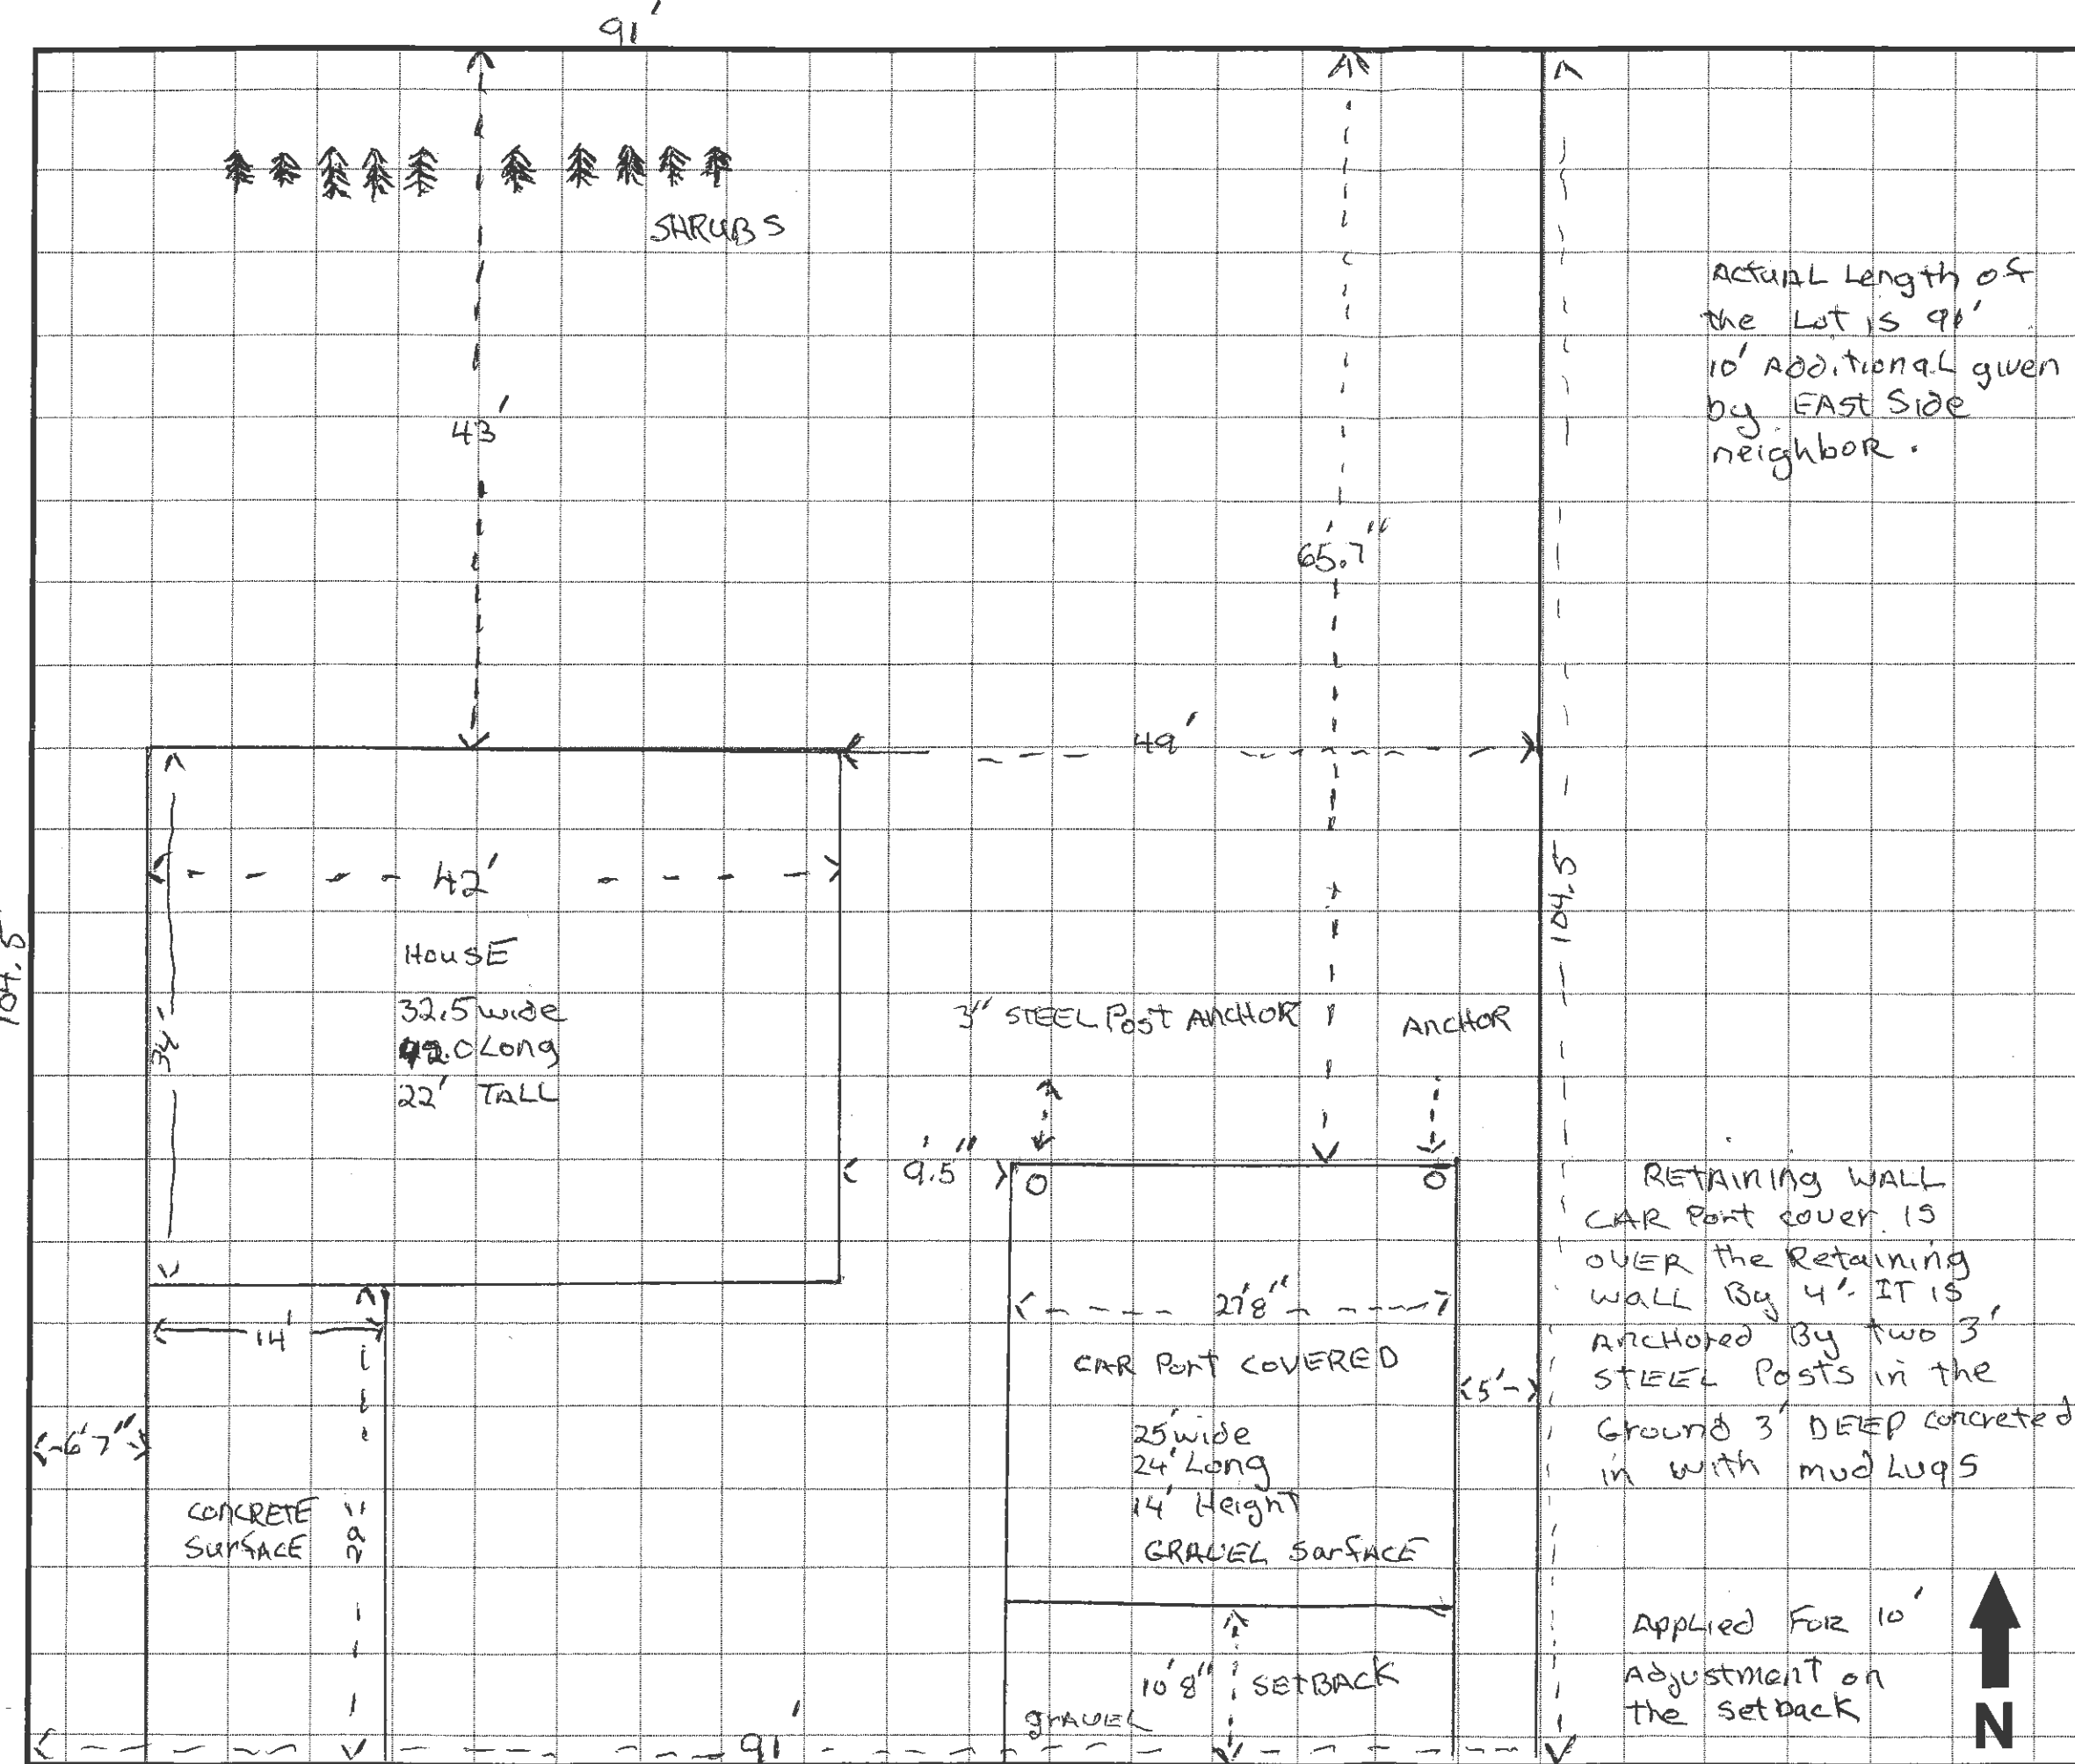 91'
SHRUBS
Actual Length of
the Lot is 91'
10' Additional given
by East Side
neighbor.
43'
65'.7"
49'
42'
104.5
104.5
House
32.5 wide
42.0 Long
22' TALL
34'
3" STEEL Post ANCHOR
ANCHOR
9'.5"
O
O
RETAINING WALL
CAR Port cover is
OVER the Retaining
wall By 4". IT is
Anchored By two 3'
STEEL Posts in the
Ground 3' DEEP concreted
in with mud Lugs
27'8"
CAR Port COVERED
25' wide
24' Long
14' Height
GRAVEL SurfACE
5'
14'
6'7"
CONCRETE
SurfACE
29'
10'8" SETBACK
gravel
Applied For 10'
Adjustment on
the setback
N
91'